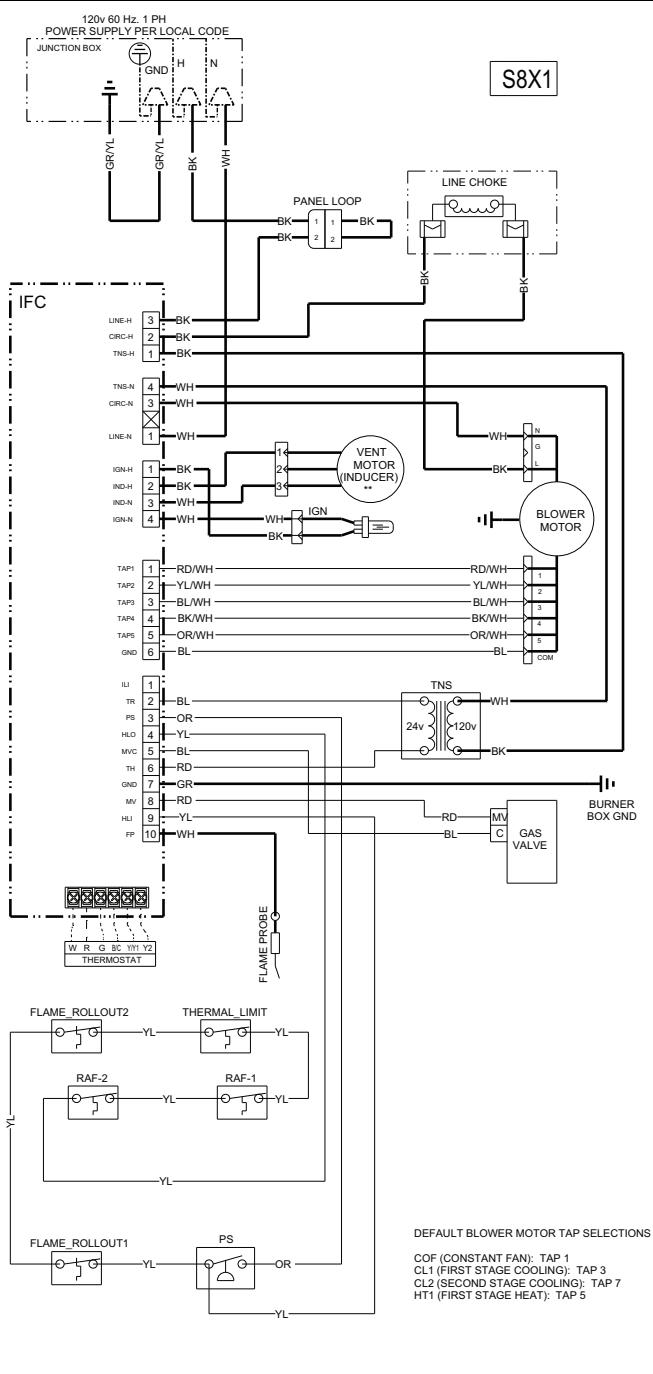 120v 60 Hz. 1 PH
POWER SUPPLY PER LOCAL CODE
JUNCTION BOX
GND
H
N
S8X1
GR/YL
GR/YL
BK
WH
PANEL LOOP
BK 1 1 BK
BK 2 2
LINE CHOKE
BK
BK
IFC
LINE-H 3 BK
CIRC-H 2 BK
TNS-H 1 BK
TNS-N 4 WH
CIRC-N 3 WH
LINE-N 1 WH
WH N
G
BK L
IGN-H 1 BK
IND-H 2 BK
IND-N 3 WH
IGN-N 4 WH
1
2
3
VENT
MOTOR
(INDUCER)
**
IGN
WH
BK
BLOWER
MOTOR
TAP1 1 RD/WH RD/WH 1
TAP2 2 YL/WH YL/WH 2
TAP3 3 BL/WH BL/WH 3
TAP4 4 BK/WH BK/WH 4
TAP5 5 OR/WH OR/WH 5
GND 6 BL BL COM
ILI 1
TR 2 BL
PS 3 OR
HLO 4 YL
MVC 5 BL
TH 6 RD
GND 7 GR
MV 8 RD
HLI 9 YL
FP 10 WH
TNS
24v
120v
WH
BK
BURNER
BOX GND
RD MV
BL C
GAS
VALVE
FLAME PROBE
W R G B/C Y/Y1 Y2
THERMOSTAT
FLAME_ROLLOUT2
THERMAL_LIMIT
YL
YL
RAF-2
RAF-1
YL
YL
YL
YL
FLAME_ROLLOUT1
PS
YL
OR
YL
DEFAULT BLOWER MOTOR TAP SELECTIONS
COF (CONSTANT FAN): TAP 1
CL1 (FIRST STAGE COOLING): TAP 3
CL2 (SECOND STAGE COOLING): TAP 7
HT1 (FIRST STAGE HEAT): TAP 5